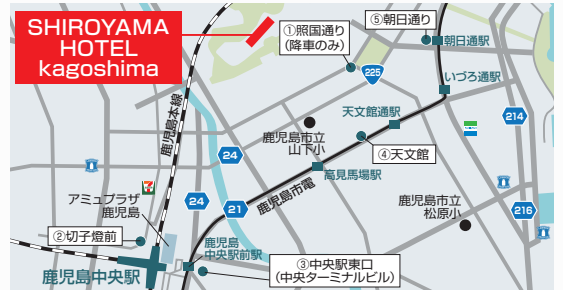 SHIROYAMA
HOTEL
kagoshima
①照国通り
(降車のみ)
⑤朝日通り
朝日通駅
225
いづろ通駅
鹿児島本線
天文館通駅
214
鹿児島市立
山下小
④天文館
24
高見馬場駅
鹿児島市電
7
アミュプラザ
鹿児島
24
21
鹿児島市立
松原小
216
②切子燈前
鹿児島
中央駅前駅
③中央駅東口
(中央ターミナルビル)
鹿児島中央駅